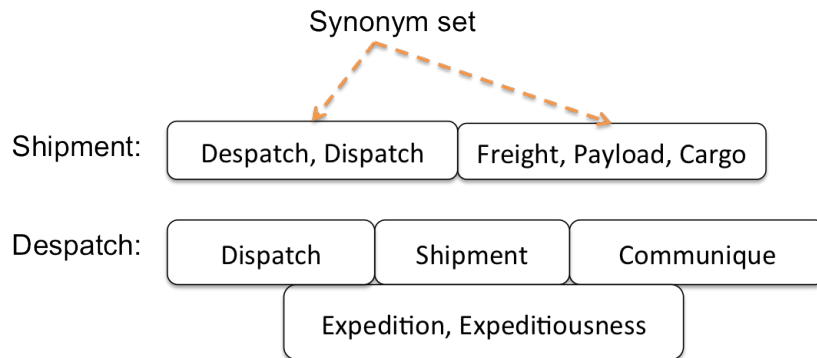 Synonym set
Shipment: Despatch, Dispatch Freight, Payload, Cargo
Despatch: Dispatch Shipment Communique
Expedition, Expeditiousness